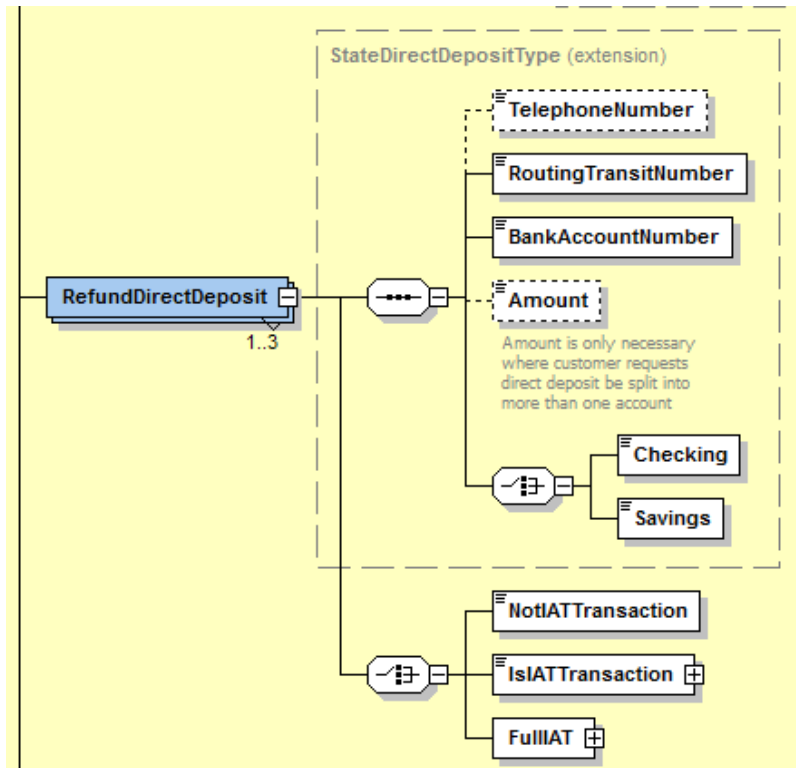 StateDirectDepositType (extension)
TelephoneNumber
RoutingTransitNumber
BankAccountNumber
RefundDirectDeposit
1..3
Amount
Amount is only necessary
where customer requests
direct deposit be split into
more than one account
Checking
Savings
NotIATTransaction
IsIATTransaction
FullIAT